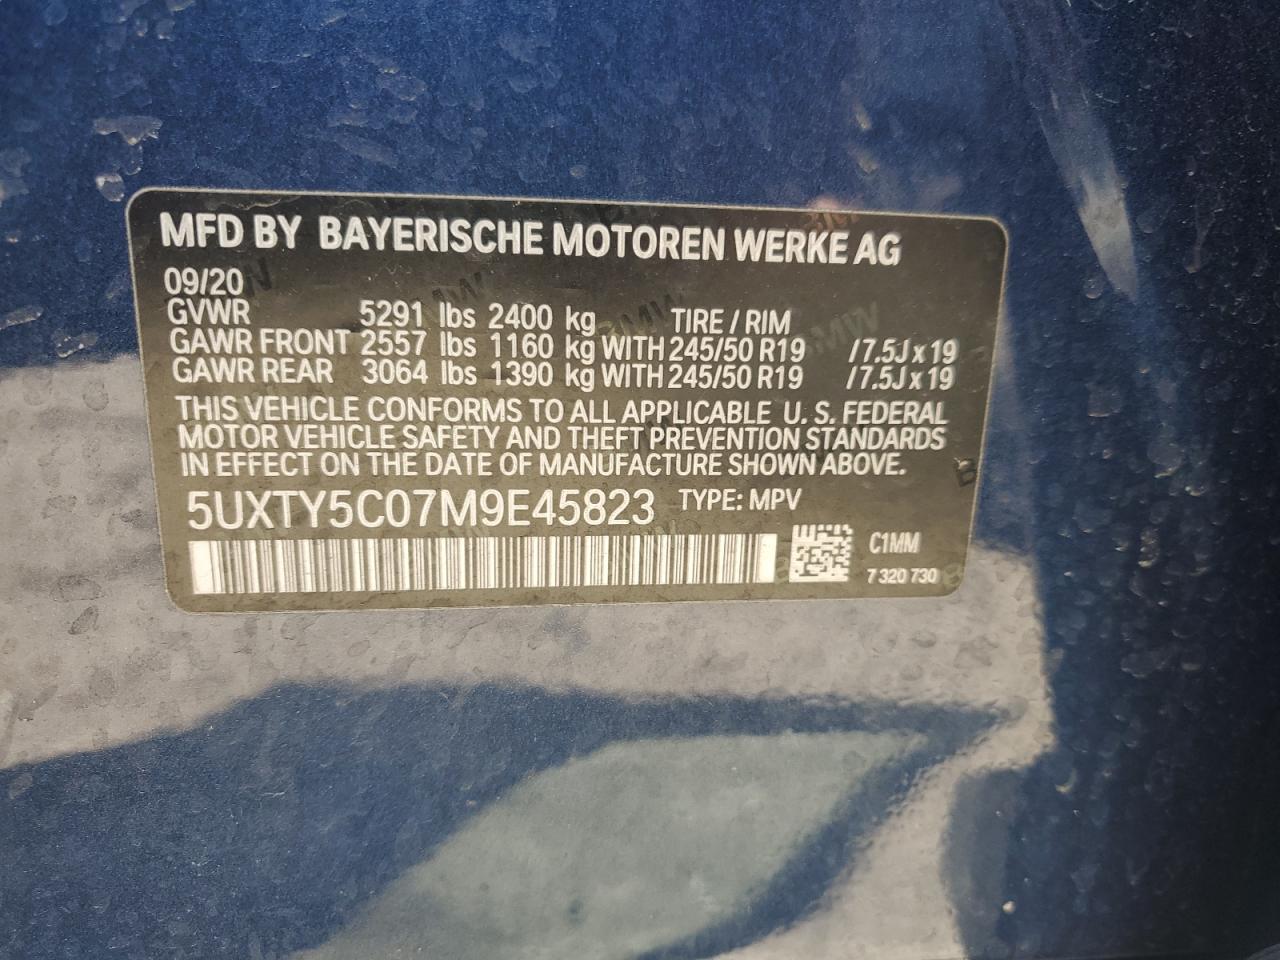 MFD BY BAYERISCHE MOTOREN WERKE AG
09/20
GVWR 5291 lbs 2400 kg TIRE / RIM
GAWR FRONT 2557 lbs 1160 kg WITH 245/50 R19 /7.5J x 19
GAWR REAR 3064 lbs 1390 kg WITH 245/50 R19 /7.5J x 19
THIS VEHICLE CONFORMS TO ALL APPLICABLE U. S. FEDERAL
MOTOR VEHICLE SAFETY AND THEFT PREVENTION STANDARDS
IN EFFECT ON THE DATE OF MANUFACTURE SHOWN ABOVE.
5UXTY5C07M9E45823 TYPE: MPV
C1MM
7 320 730